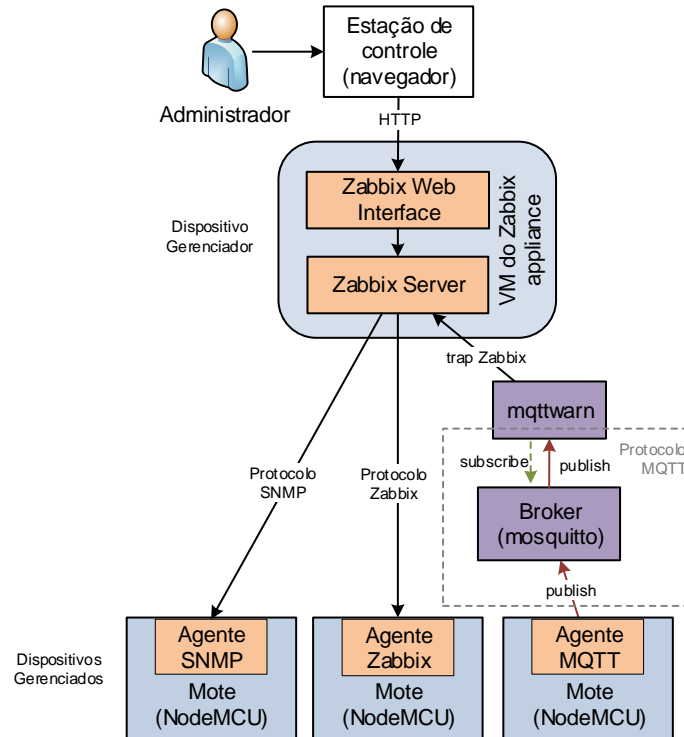 Estação de
controle
(navegador)
Administrador
HTTP
Zabbix Web
Interface
Dispositivo
Gerenciador
VM do Zabbix
appliance
Zabbix Server
trap Zabbix
mqttwarn
Protocolo
MQTT
subscribe
publish
Protocolo
SNMP
Protocolo
Zabbix
Broker
(mosquitto)
publish
Dispositivos
Gerenciados
Agente
SNMP
Mote
(NodeMCU)
Agente
Zabbix
Mote
(NodeMCU)
Agente
MQTT
Mote
(NodeMCU)